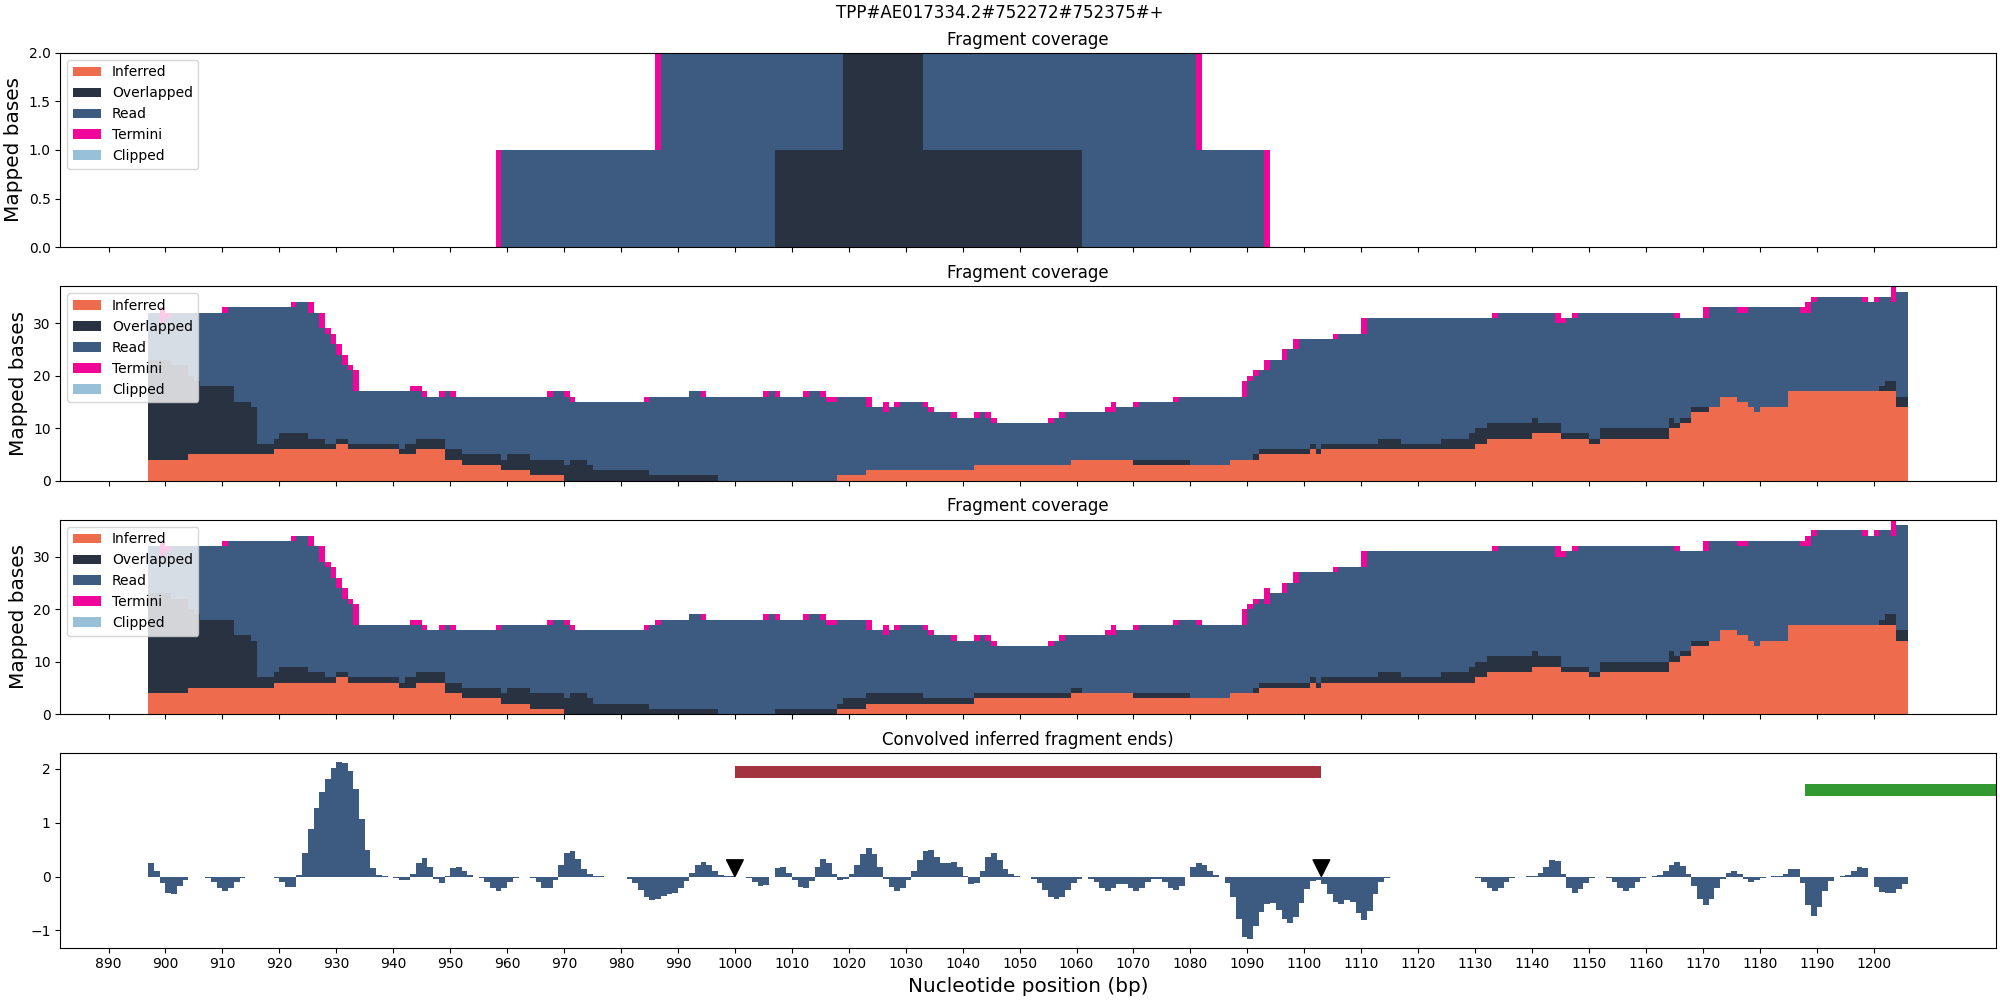 TPP#AE017334.2#752272#752375#+
Fragment coverage
Mapped bases
2.0
1.5
1.0
0.5
0.0
Inferred
Overlapped
Read
Termini
Clipped
Fragment coverage
Mapped bases
30
20
10
0
Inferred
Overlapped
Read
Termini
Clipped
Fragment coverage
Mapped bases
30
20
10
0
Inferred
Overlapped
Read
Termini
Clipped
Convolved inferred fragment ends)
2
1
0
−1
890 900 910 920 930 940 950 960 970 980 990 1000 1010 1020 1030 1040 1050 1060 1070 1080 1090 1100 1110 1120 1130 1140 1150 1160 1170 1180 1190 1200
Nucleotide position (bp)